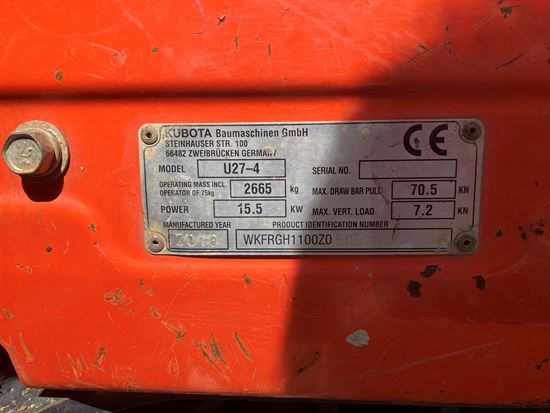 KUBOTA Baumaschinen GmbH
STEINHAUSER STR. 100
66482 ZWEIBRÜCKEN GERMANY
CE
MODEL U27-4 SERIAL NO.
OPERATING MASS INCL. OPERATOR OF 75kg 2665 kg MAX. DRAW BAR PULL 70.5 KN
POWER 15.5 KW MAX. VERT. LOAD 7.2 KN
MANUFACTURED YEAR PRODUCT IDENTIFICATION NUMBER
2016 WKFRGH1100Z0